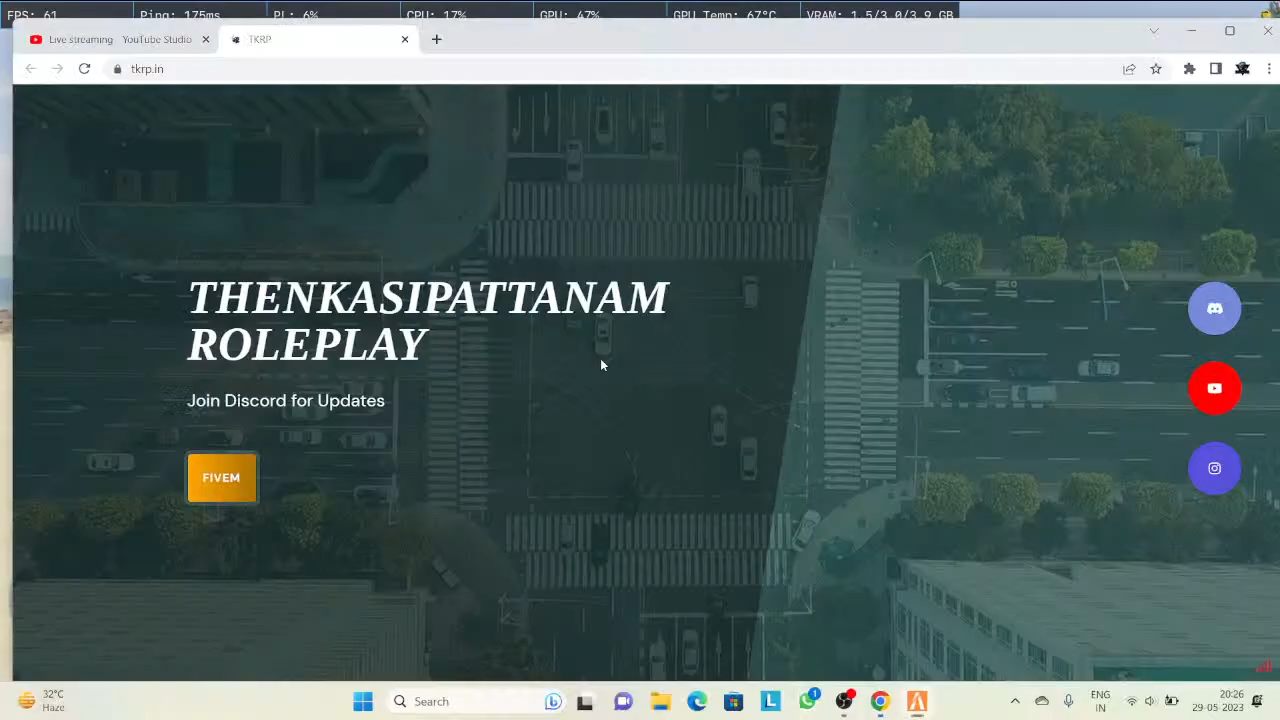 FPS: 61 Ping: 175ms PL: 6% CPU: 17% GPU: 47% GPU Temp: 67°C VRAM: 1.5/3.0/3.9 GB
Live streaming - YouTube Studio TKRP
tkrp.in
THENKASIPATTANAM
ROLEPLAY
Join Discord for Updates
FIVEM
32°C
Haze
Search
L
1
ENG
IN
20:26
29-05-2023